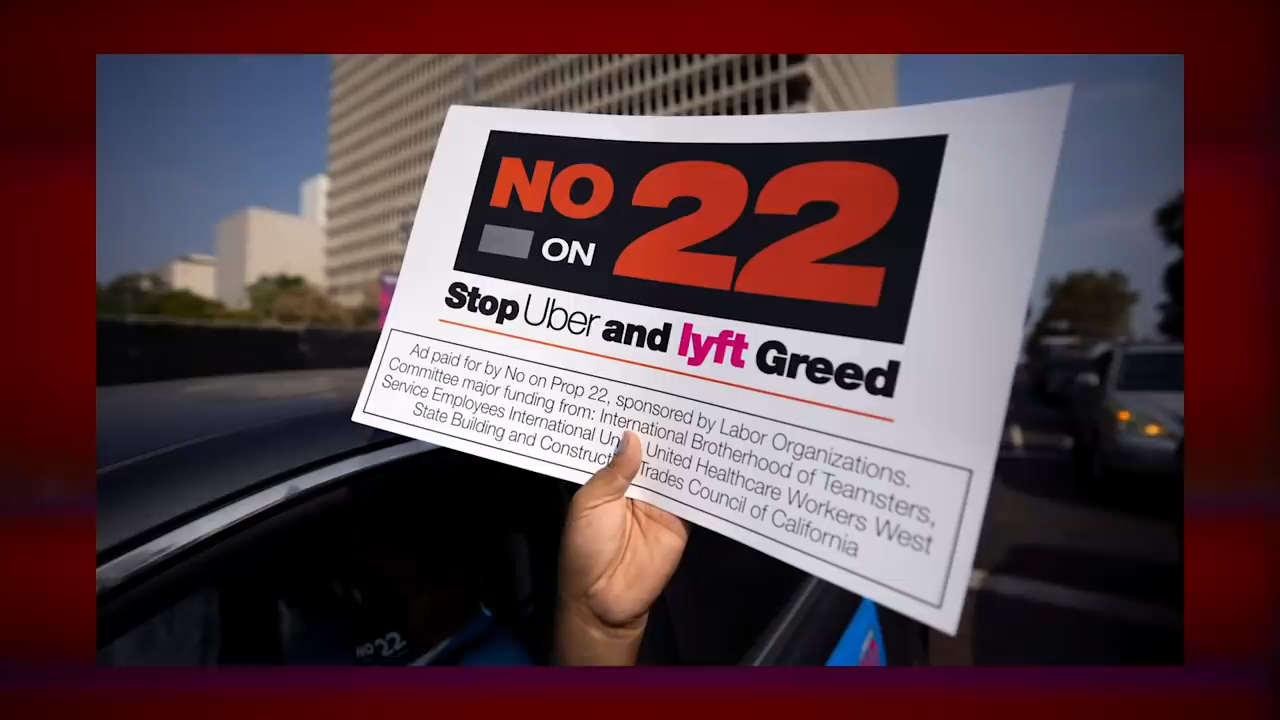 NO
ON 22
Stop Uber and lyft Greed
Ad paid for by No on Prop 22, sponsored by Labor Organizations.
Committee major funding from: International Brotherhood of Teamsters,
Service Employees International United Healthcare Workers West
State Building and Trades Council of California
NO 22